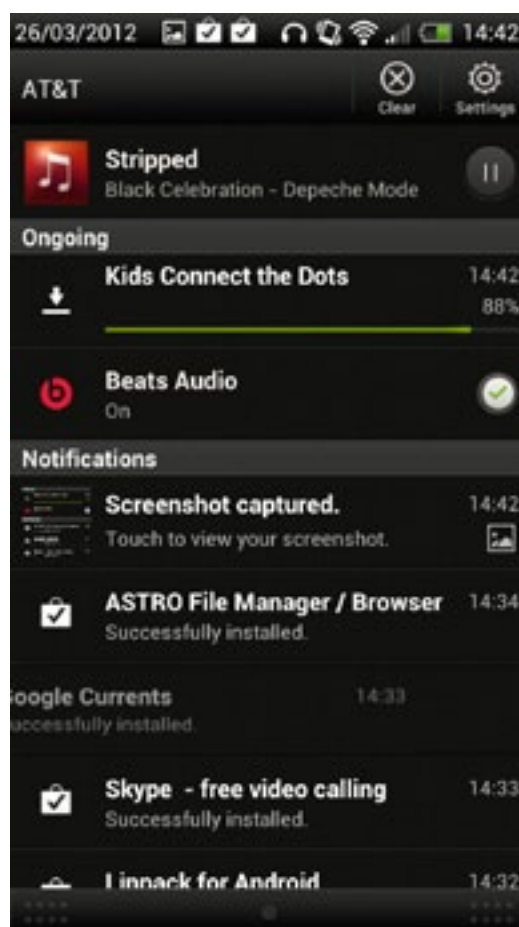 26/03/2012 14:42
AT&T
Clear
Settings
Stripped
Black Celebration - Depeche Mode
Ongoing
Kids Connect the Dots 14:42
88%
Beats Audio
On
Notifications
Screenshot captured. 14:42
Touch to view your screenshot.
ASTRO File Manager / Browser 14:34
Successfully installed.
oogle Currents 14:33
uccessfully installed.
Skype - free video calling 14:33
Successfully installed.
Linpack for Android 14:32